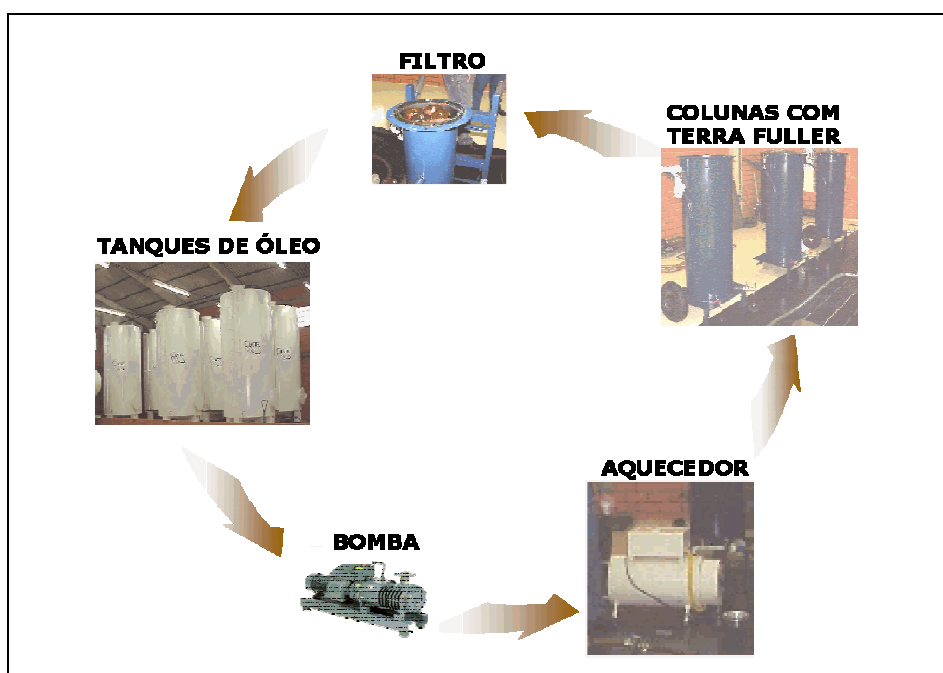 FILTRO
COLUNAS COM
TERRA FULLER
TANQUES DE ÓLEO
AQUECEDOR
BOMBA